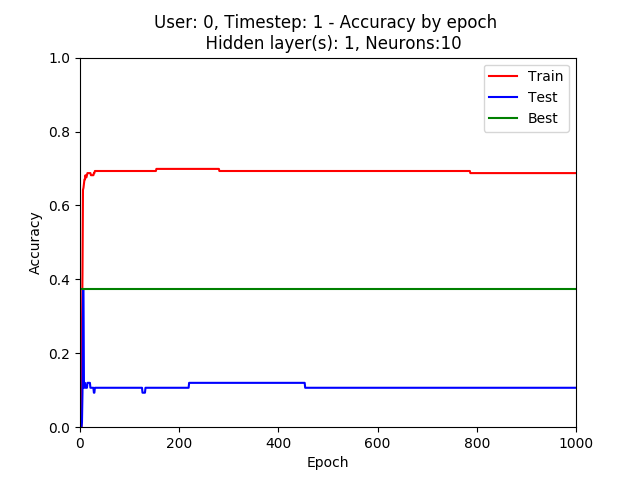 User: 0, Timestep: 1 - Accuracy by epoch
Hidden layer(s): 1, Neurons:10
1.0
0.8
0.6
0.4
0.2
0.0
Accuracy
Train
Test
Best
0 200 400 600 800 1000
Epoch